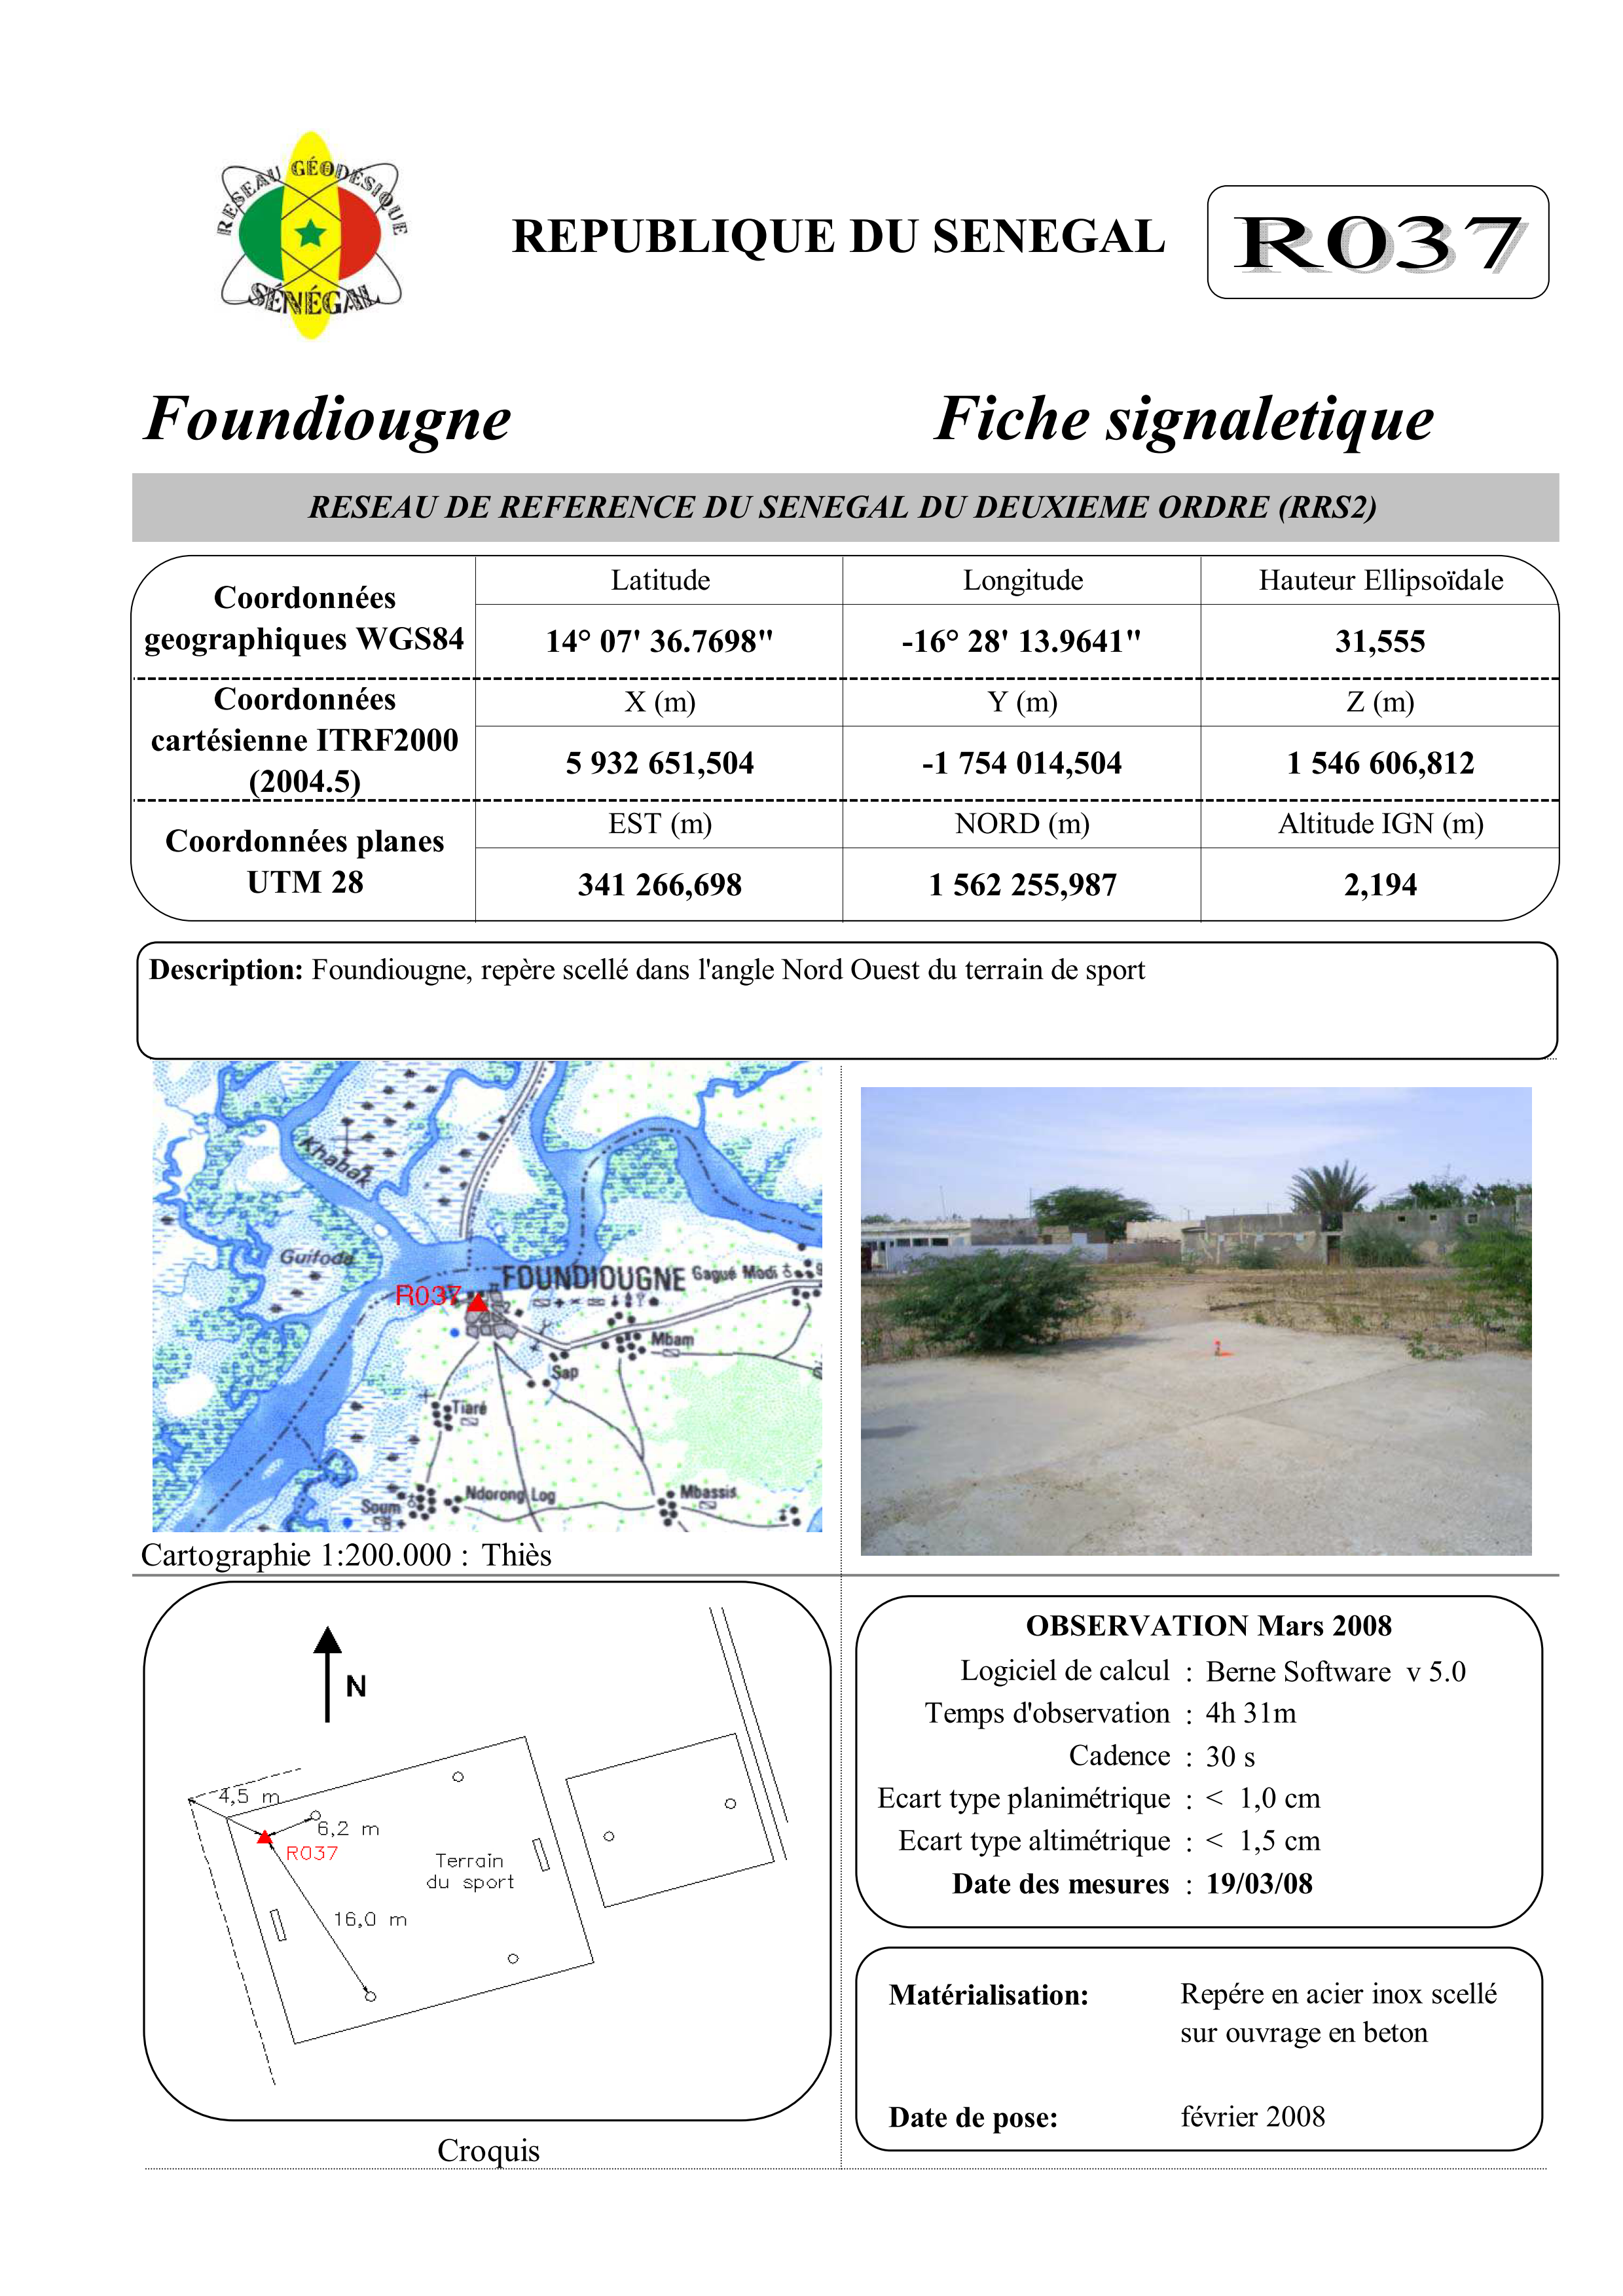 RESEAU GÉODÉSIQUE
SÉNÉGAL
REPUBLIQUE DU SENEGAL
R037
Foundiougne
Fiche signaletique
RESEAU DE REFERENCE DU SENEGAL DU DEUXIEME ORDRE (RRS2)
Coordonnées
geographiques WGS84
Latitude
Longitude
Hauteur Ellipsoïdale
14° 07' 36.7698"
-16° 28' 13.9641"
31,555
Coordonnées
cartésienne ITRF2000
(2004.5)
X (m)
Y (m)
Z (m)
5 932 651,504
-1 754 014,504
1 546 606,812
Coordonnées planes
UTM 28
EST (m)
NORD (m)
Altitude IGN (m)
341 266,698
1 562 255,987
2,194
Description: Foundiougne, repère scellé dans l'angle Nord Ouest du terrain de sport
Khabak
Guifoda
R037
FOUNDIOUGNE
Gagué Modi
Mbam
Sap
Tiaré
Soum
Ndorong Log
Mbassis
Cartographie 1:200.000 : Thiès
N
4,5 m
6,2 m
R037
Terrain
du sport
16,0 m
Croquis
OBSERVATION Mars 2008
Logiciel de calcul : Berne Software v 5.0
Temps d'observation : 4h 31m
Cadence : 30 s
Ecart type planimétrique : < 1,0 cm
Ecart type altimétrique : < 1,5 cm
Date des mesures : 19/03/08
Matérialisation: Repére en acier inox scellé
sur ouvrage en beton
Date de pose: février 2008